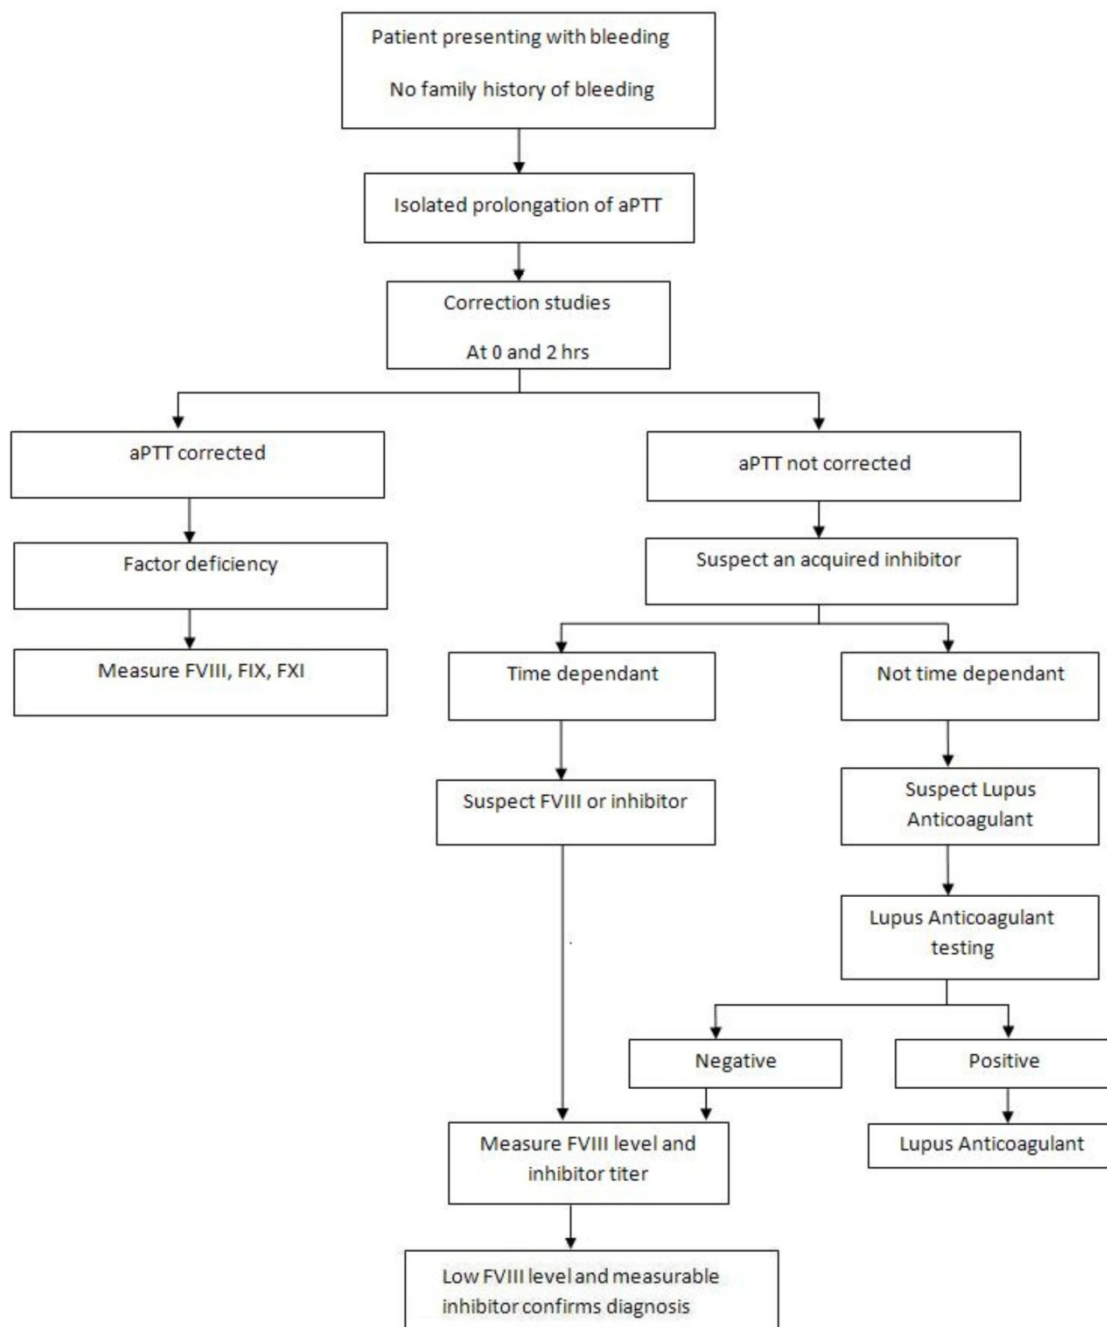 Patient presenting with bleeding
No family history of bleeding
Isolated prolongation of aPTT
Correction studies
At 0 and 2 hrs
aPTT corrected
aPTT not corrected
Factor deficiency
Suspect an acquired inhibitor
Measure FVIII, FIX, FXI
Time dependant
Not time dependant
Suspect FVIII or inhibitor
Suspect Lupus
Anticoagulant
Lupus Anticoagulant
testing
Negative
Positive
Measure FVIII level and
inhibitor titer
Lupus Anticoagulant
Low FVIII level and measurable
inhibitor confirms diagnosis